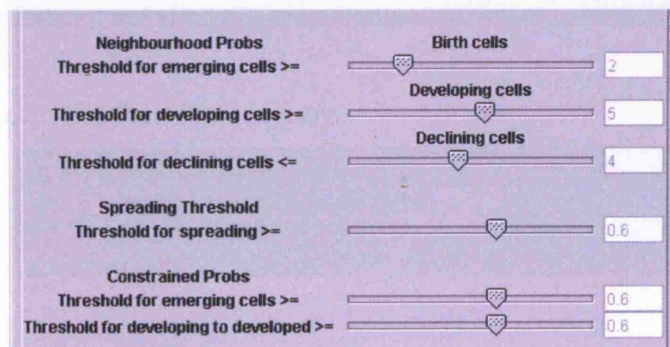 Neighbourhood Probs Birth cells
Threshold for emerging cells >= 2
Developing cells
Threshold for developing cells >= 5
Declining cells
Threshold for declining cells <= 4
Spreading Threshold
Threshold for spreading >= 0.6
Constrained Probs
Threshold for emerging cells >= 0.6
Threshold for developing to developed >= 0.6